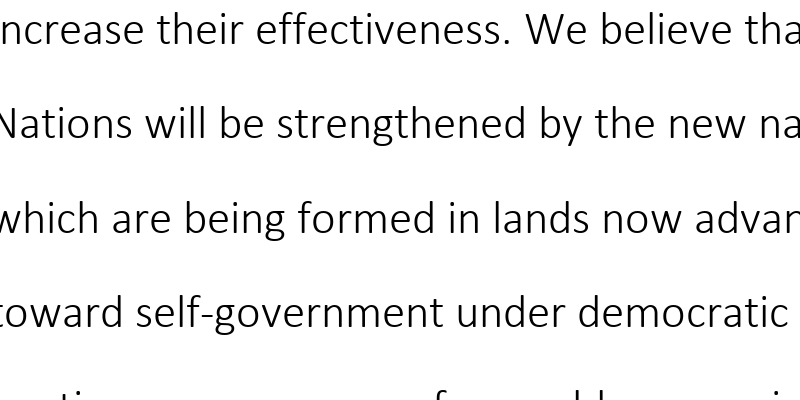 ncrease their effectiveness. We believe tha
Nations will be strengthened by the new na
which are being formed in lands now advan
toward self-government under democratic